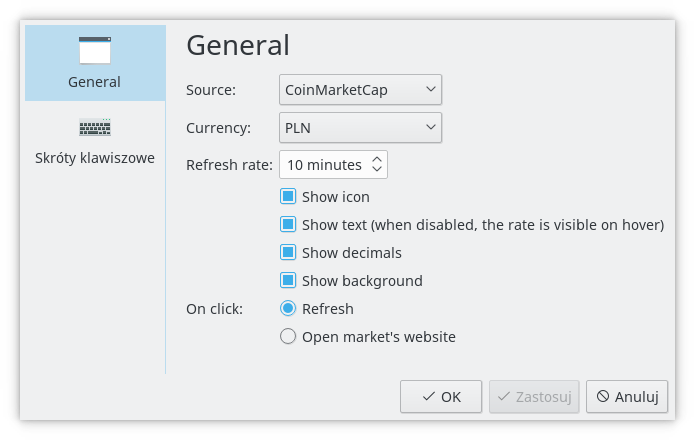 General
Skróty klawiszowe
General
Source: CoinMarketCap
Currency: PLN
Refresh rate: 10 minutes
Show icon
Show text (when disabled, the rate is visible on hover)
Show decimals
Show background
On click: Refresh
Open market's website
OK Zastosuj Anuluj